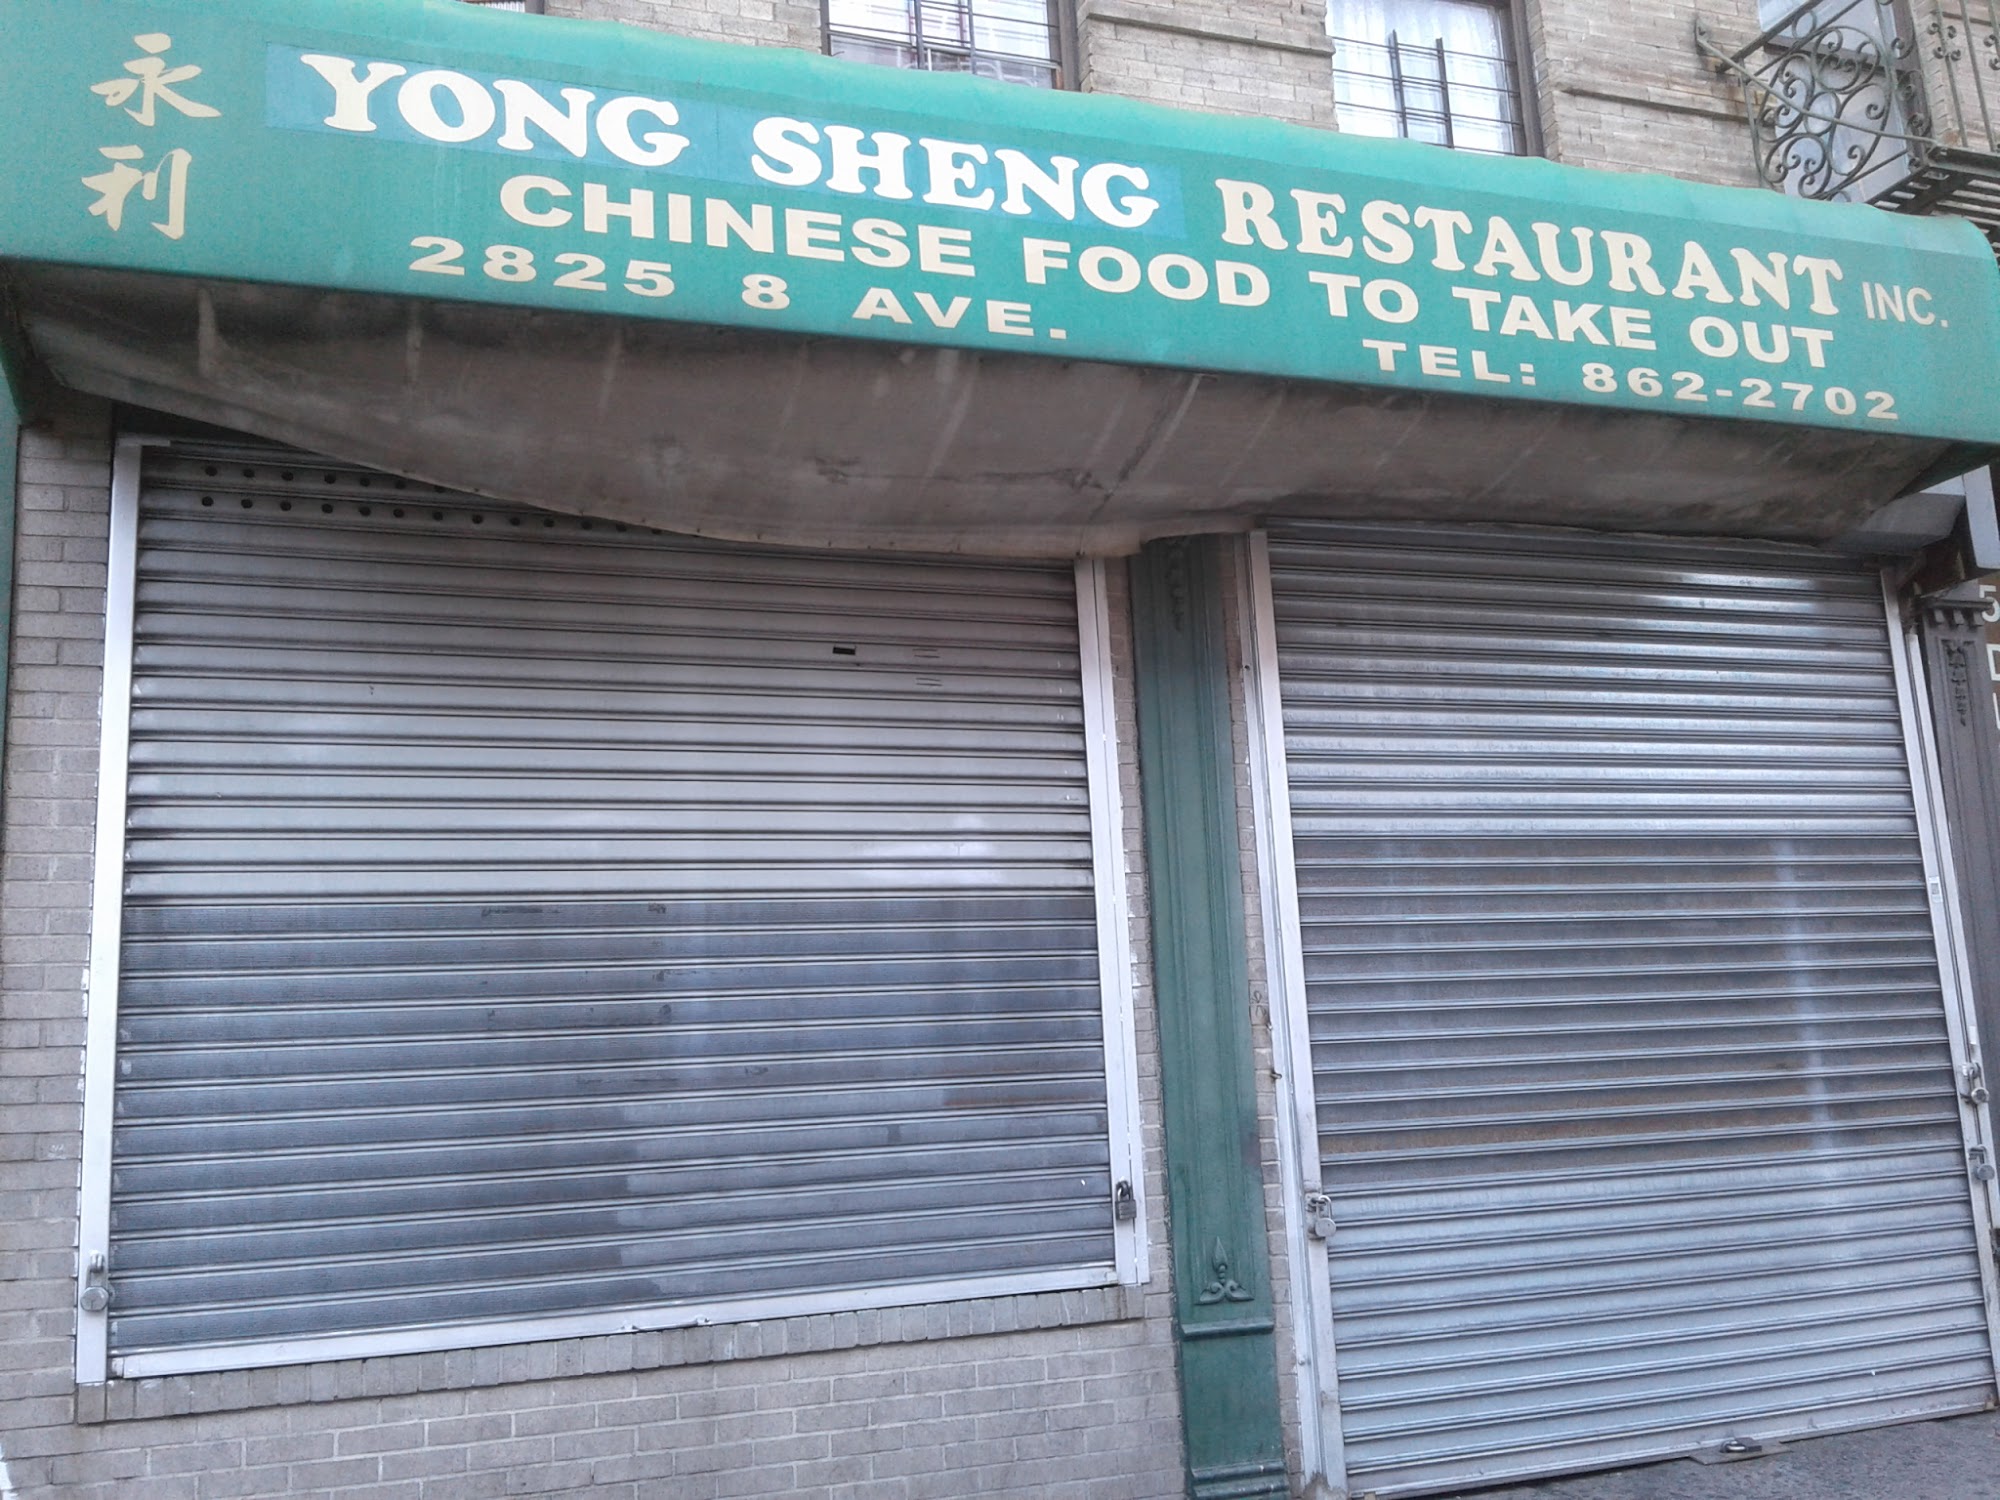 永利
YONG SHENG RESTAURANT INC.
CHINESE FOOD TO TAKE OUT
2825 8 AVE. TEL: 862-2702